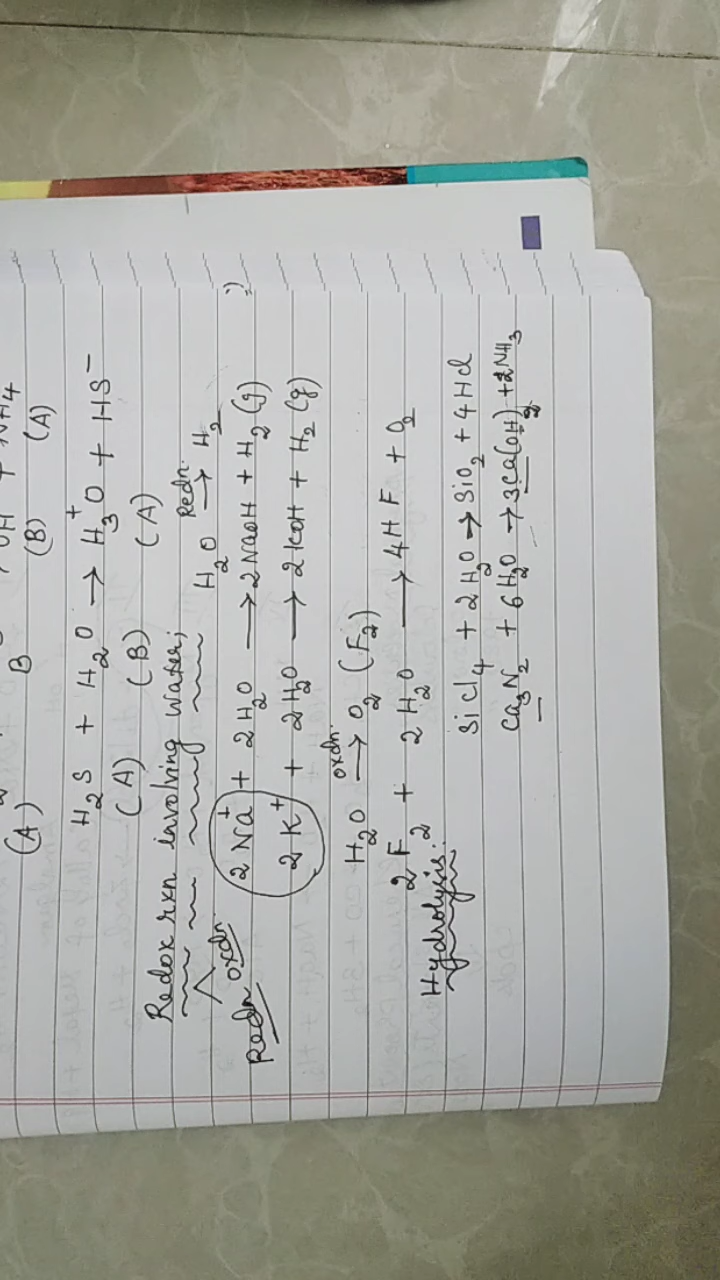 (A) B (B) (A)
H2S + H2O → H3O+ + HS-
(A) (B) (A)
Redox rxn involving water;
Redn oxdn H2O Redn. → H2
2Na+ + 2H2O → 2NaOH + H2(g)
2K+ + 2H2O → 2KOH + H2(g)
H2O oxdn. → O2 (F2)
2F2 + 2H2O → 4HF + O2
Hydrolysis:
SiCl4 + 2H2O → SiO2 + 4HCl
Ca3N2 + 6H2O → 3Ca(OH)2 + 2NH3